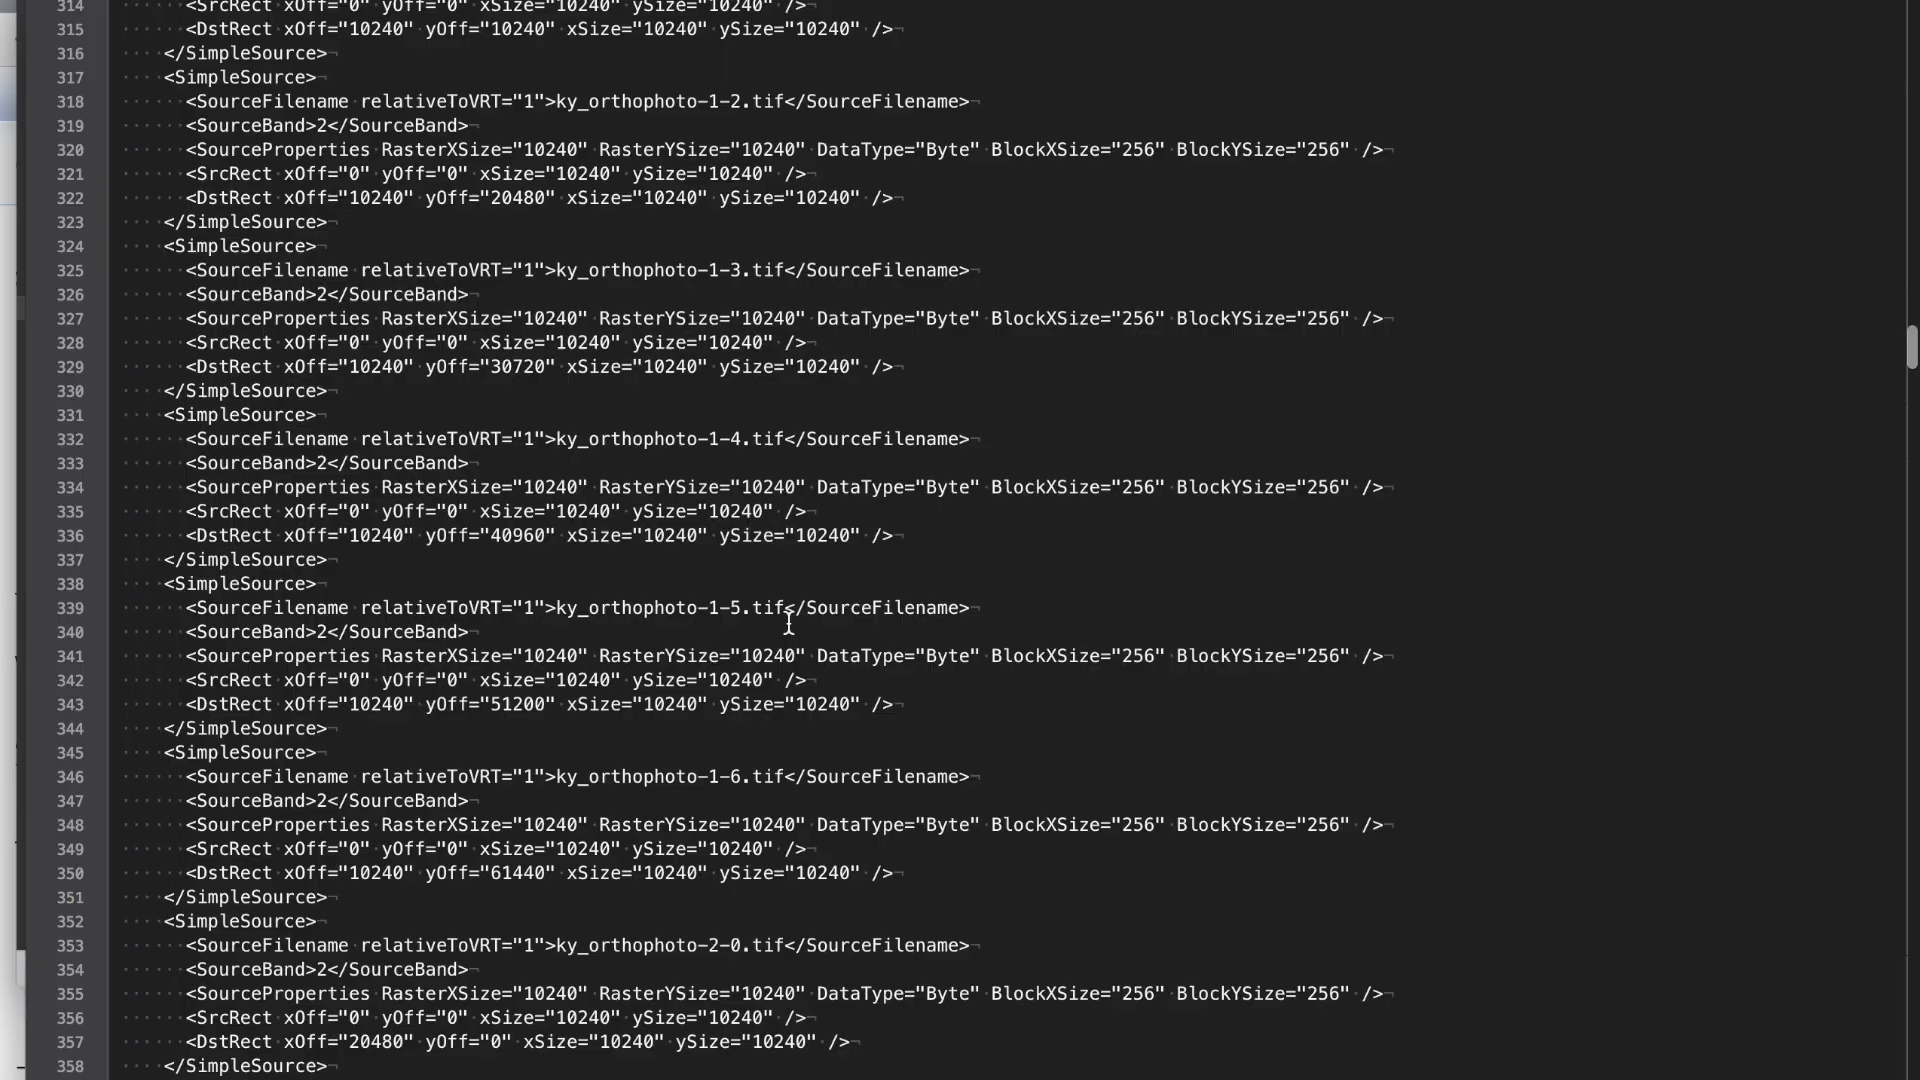 314 <SrcRect xOff="0" yOff="0" xSize="10240" ySize="10240" />
315 <DstRect xOff="10240" yOff="10240" xSize="10240" ySize="10240" />
316 </SimpleSource>
317 <SimpleSource>
318 <SourceFilename relativeToVRT="1">ky_orthophoto-1-2.tif</SourceFilename>
319 <SourceBand>2</SourceBand>
320 <SourceProperties RasterXSize="10240" RasterYSize="10240" DataType="Byte" BlockXSize="256" BlockYSize="256" />
321 <SrcRect xOff="0" yOff="0" xSize="10240" ySize="10240" />
322 <DstRect xOff="10240" yOff="20480" xSize="10240" ySize="10240" />
323 </SimpleSource>
324 <SimpleSource>
325 <SourceFilename relativeToVRT="1">ky_orthophoto-1-3.tif</SourceFilename>
326 <SourceBand>2</SourceBand>
327 <SourceProperties RasterXSize="10240" RasterYSize="10240" DataType="Byte" BlockXSize="256" BlockYSize="256" />
328 <SrcRect xOff="0" yOff="0" xSize="10240" ySize="10240" />
329 <DstRect xOff="10240" yOff="30720" xSize="10240" ySize="10240" />
330 </SimpleSource>
331 <SimpleSource>
332 <SourceFilename relativeToVRT="1">ky_orthophoto-1-4.tif</SourceFilename>
333 <SourceBand>2</SourceBand>
334 <SourceProperties RasterXSize="10240" RasterYSize="10240" DataType="Byte" BlockXSize="256" BlockYSize="256" />
335 <SrcRect xOff="0" yOff="0" xSize="10240" ySize="10240" />
336 <DstRect xOff="10240" yOff="40960" xSize="10240" ySize="10240" />
337 </SimpleSource>
338 <SimpleSource>
339 <SourceFilename relativeToVRT="1">ky_orthophoto-1-5.tif</SourceFilename>
340 <SourceBand>2</SourceBand>
341 <SourceProperties RasterXSize="10240" RasterYSize="10240" DataType="Byte" BlockXSize="256" BlockYSize="256" />
342 <SrcRect xOff="0" yOff="0" xSize="10240" ySize="10240" />
343 <DstRect xOff="10240" yOff="51200" xSize="10240" ySize="10240" />
344 </SimpleSource>
345 <SimpleSource>
346 <SourceFilename relativeToVRT="1">ky_orthophoto-1-6.tif</SourceFilename>
347 <SourceBand>2</SourceBand>
348 <SourceProperties RasterXSize="10240" RasterYSize="10240" DataType="Byte" BlockXSize="256" BlockYSize="256" />
349 <SrcRect xOff="0" yOff="0" xSize="10240" ySize="10240" />
350 <DstRect xOff="10240" yOff="61440" xSize="10240" ySize="10240" />
351 </SimpleSource>
352 <SimpleSource>
353 <SourceFilename relativeToVRT="1">ky_orthophoto-2-0.tif</SourceFilename>
354 <SourceBand>2</SourceBand>
355 <SourceProperties RasterXSize="10240" RasterYSize="10240" DataType="Byte" BlockXSize="256" BlockYSize="256" />
356 <SrcRect xOff="0" yOff="0" xSize="10240" ySize="10240" />
357 <DstRect xOff="20480" yOff="0" xSize="10240" ySize="10240" />
358 </SimpleSource>